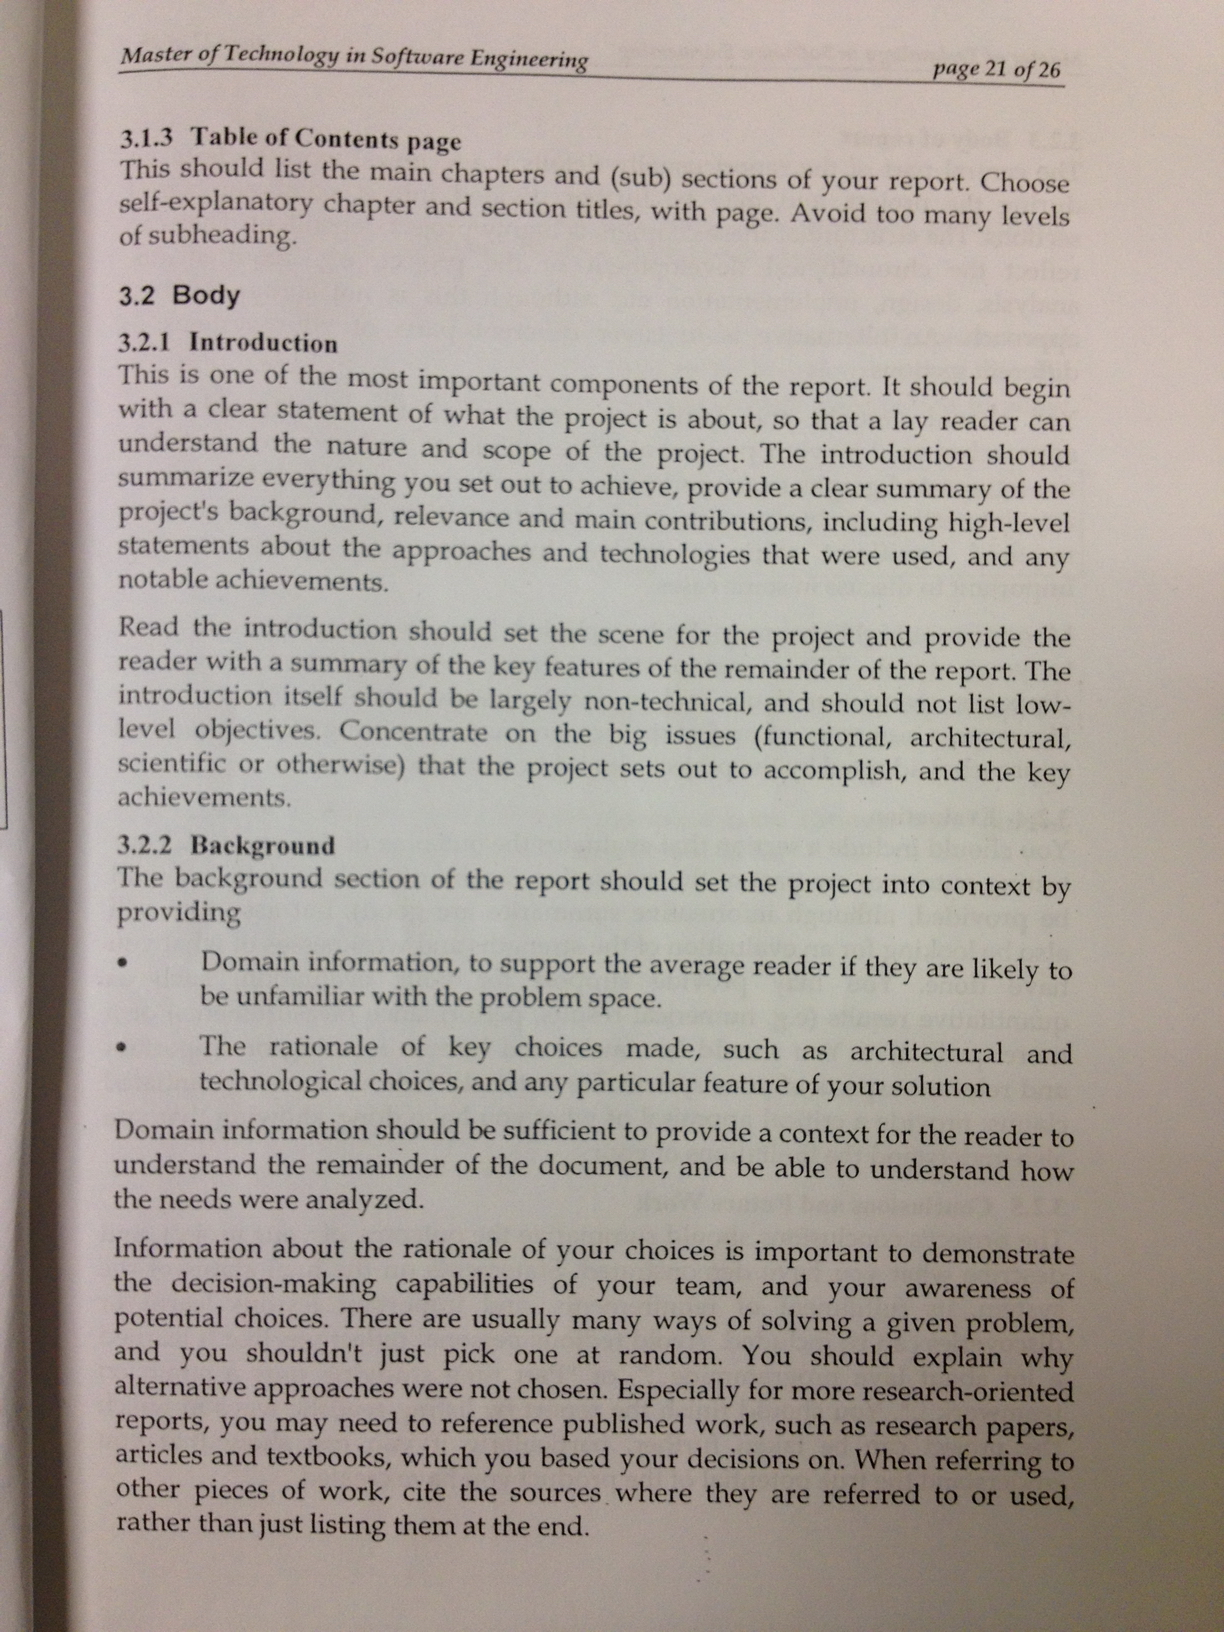 Master of Technology in Software Engineering page 21 of 26
3.1.3 Table of Contents page
This should list the main chapters and (sub) sections of your report. Choose
self-explanatory chapter and section titles, with page. Avoid too many levels
of subheading.
3.2 Body
3.2.1 Introduction
This is one of the most important components of the report. It should begin
with a clear statement of what the project is about, so that a lay reader can
understand the nature and scope of the project. The introduction should
summarize everything you set out to achieve, provide a clear summary of the
project's background, relevance and main contributions, including high-level
statements about the approaches and technologies that were used, and any
notable achievements.
Read the introduction should set the scene for the project and provide the
reader with a summary of the key features of the remainder of the report. The
introduction itself should be largely non-technical, and should not list low-
level objectives. Concentrate on the big issues (functional, architectural,
scientific or otherwise) that the project sets out to accomplish, and the key
achievements.
3.2.2 Background
The background section of the report should set the project into context by
providing
• Domain information, to support the average reader if they are likely to
be unfamiliar with the problem space.
• The rationale of key choices made, such as architectural and
technological choices, and any particular feature of your solution
Domain information should be sufficient to provide a context for the reader to
understand the remainder of the document, and be able to understand how
the needs were analyzed.
Information about the rationale of your choices is important to demonstrate
the decision-making capabilities of your team, and your awareness of
potential choices. There are usually many ways of solving a given problem,
and you shouldn't just pick one at random. You should explain why
alternative approaches were not chosen. Especially for more research-oriented
reports, you may need to reference published work, such as research papers,
articles and textbooks, which you based your decisions on. When referring to
other pieces of work, cite the sources where they are referred to or used,
rather than just listing them at the end.